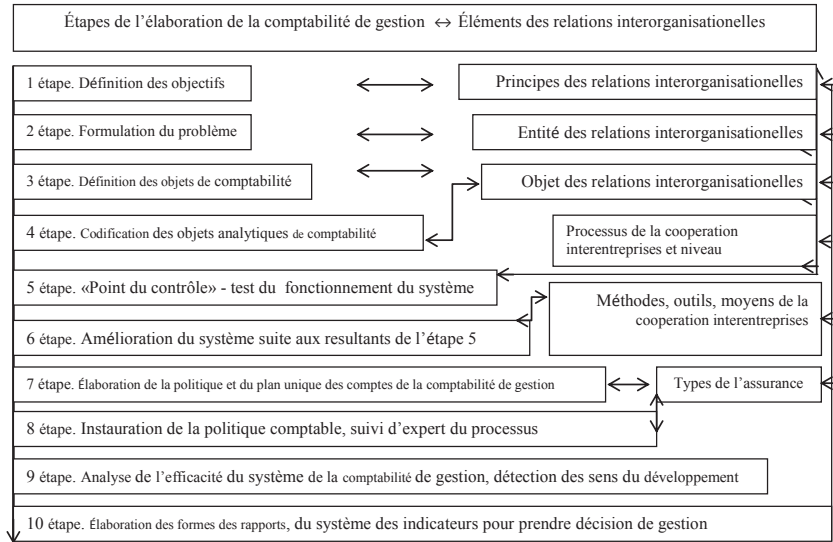 Étapes de l’élaboration de la comptabilité de gestion ↔ Éléments des relations interorganisationelles
1 étape. Définition des objectifs
Principes des relations interorganisationelles
2 étape. Formulation du problème
Entité des relations interorganisationelles
3 étape. Définition des objets de comptabilité
Objet des relations interorganisationelles
4 étape. Codification des objets analytiques de comptabilité
Processus de la cooperation
interentreprises et niveau
5 étape. «Point du contrôle» - test du fonctionnement du système
Méthodes, outils, moyens de la
cooperation interentreprises
6 étape. Amélioration du système suite aux resultants de l’étape 5
7 étape. Élaboration de la politique et du plan unique des comptes de la comptabilité de gestion
Types de l’assurance
8 étape. Instauration de la politique comptable, suivi d’expert du processus
9 étape. Analyse de l’efficacité du système de la comptabilité de gestion, détection des sens du développement
10 étape. Élaboration des formes des rapports, du système des indicateurs pour prendre décision de gestion